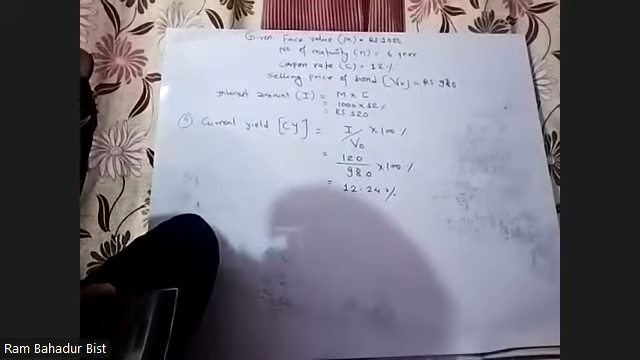 Given. Face value (M) = RS 1000
No of maturity (n) = 6 year
Coupon rate (C) = 12%
Selling price of bond (V₀) = RS 980
Interest amount (I) = M × C
= 1000 × 12%
= RS 120
a) Current yield [CY] = I / V₀ × 100%
= 120 / 980 × 100%
= 12.24%
Ram Bahadur Bist